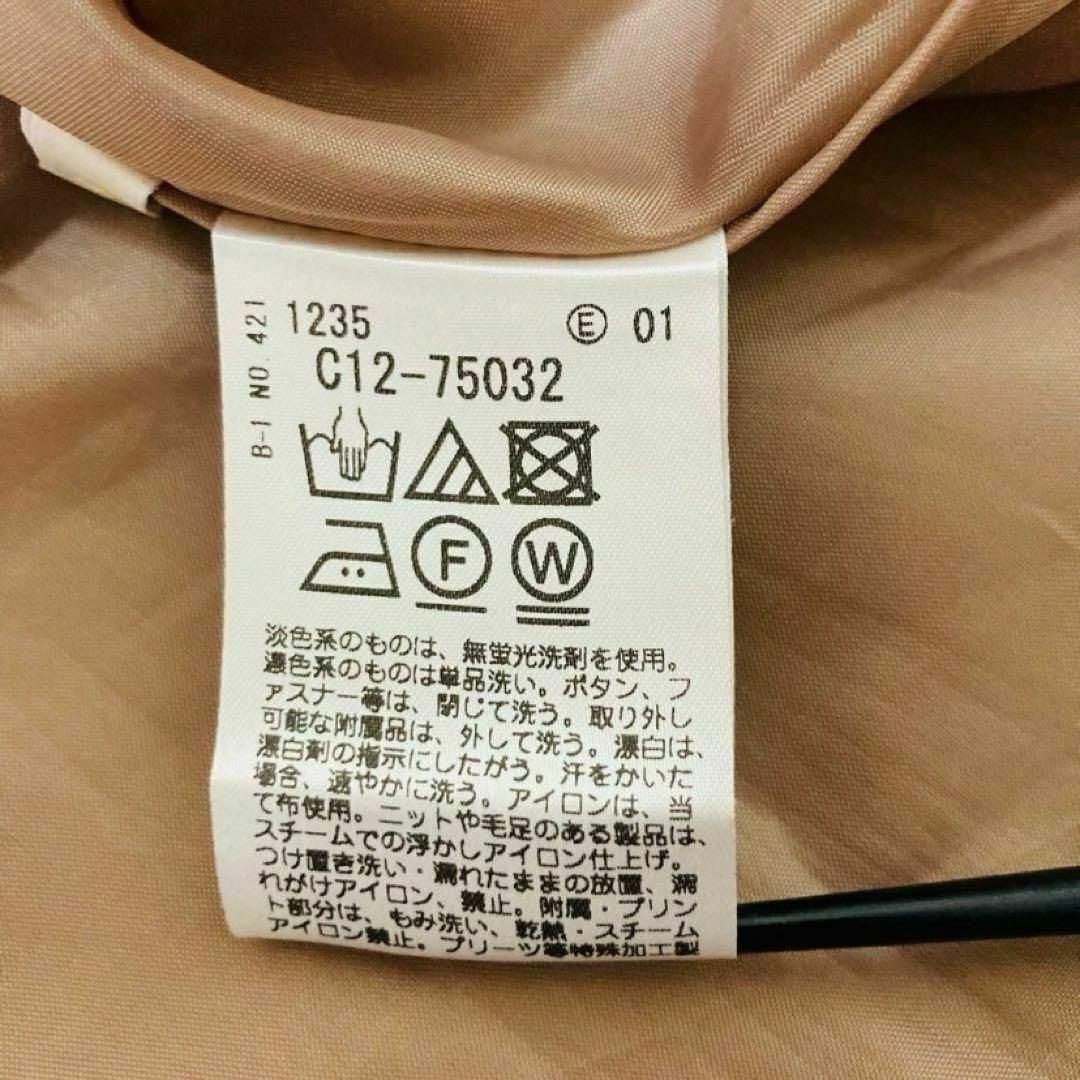 B-1 NO.421
1235 Ⓔ 01
C12-75032
F W
淡色系のものは、無蛍光洗剤を使用。
濃色系のものは単品洗い。ボタン、フ
ァスナー等は、閉じて洗う。取り外し
可能な附属品は、外して洗う。漂白は、
漂白剤の指示にしたがう。汗をかいた
場合、速やかに洗う。アイロンは、当
て布使用。ニットや毛足のある製品は、
スチームでの浮かしアイロン仕上げ。
つけ置き洗い・濡れたままの放置、濡
れがけアイロン、禁止。附属・プリン
ト部分は、もみ洗い、乾熱・スチーム
アイロン禁止。プリーツ等特殊加工製